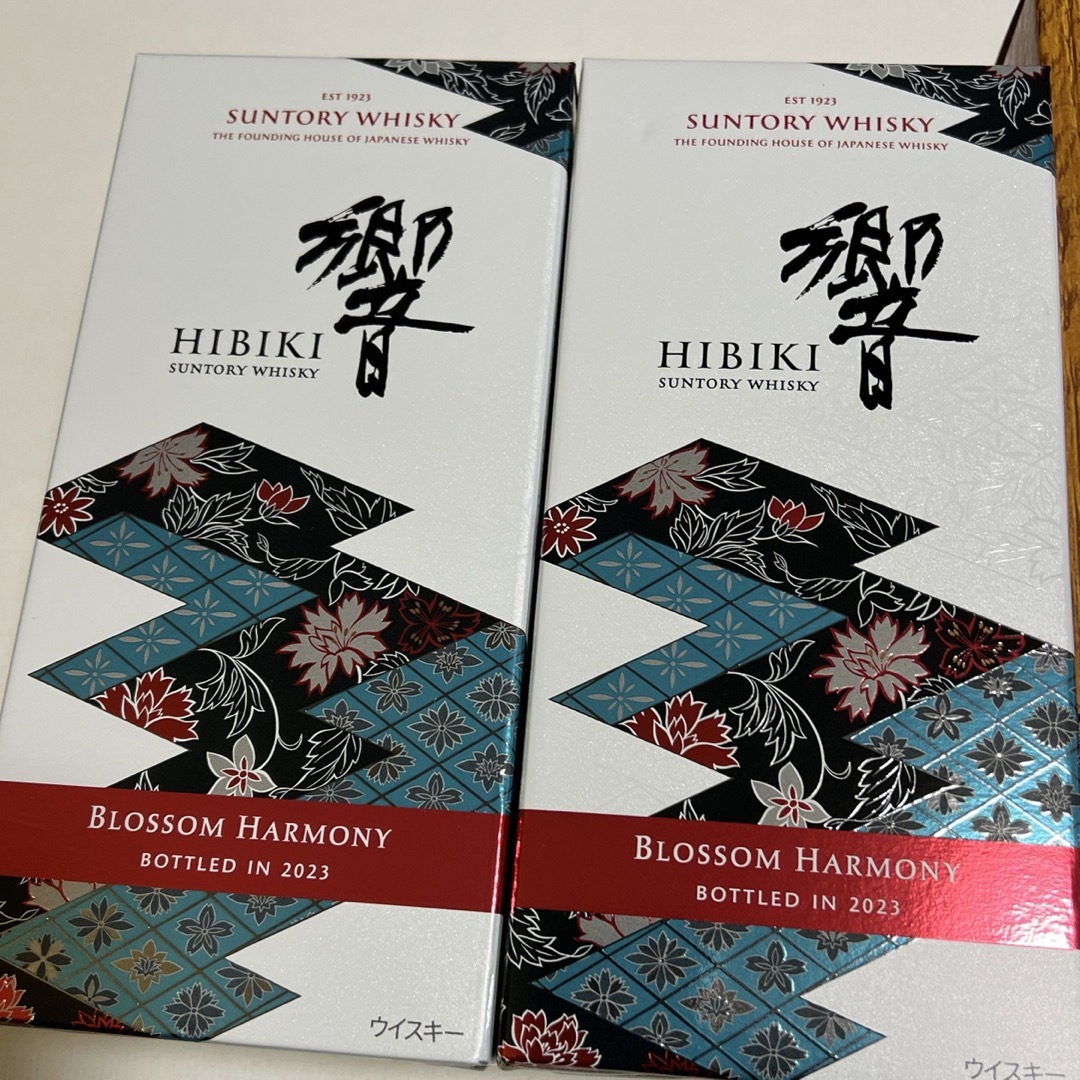 EST 1923
SUNTORY WHISKY
THE FOUNDING HOUSE OF JAPANESE WHISKY
響
HIBIKI
SUNTORY WHISKY
BLOSSOM HARMONY
BOTTLED IN 2023
ウイスキー
EST 1923
SUNTORY WHISKY
THE FOUNDING HOUSE OF JAPANESE WHISKY
響
HIBIKI
SUNTORY WHISKY
BLOSSOM HARMONY
BOTTLED IN 2023
ウイスキー